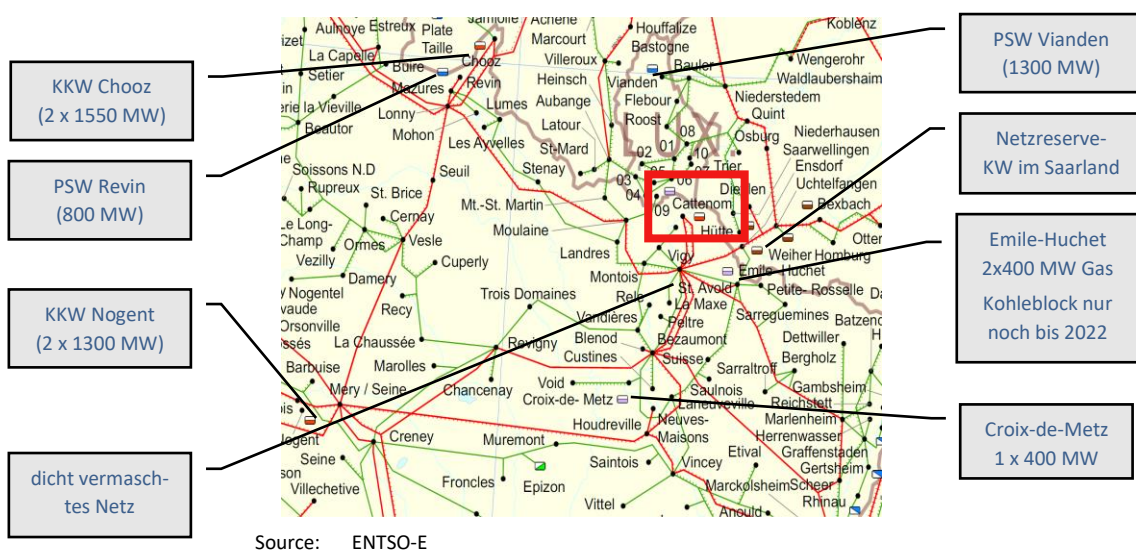 KKW Chooz
(2 x 1550 MW)
PSW Revin
(800 MW)
KKW Nogent
(2 x 1300 MW)
dicht vermasch-
tes Netz
Aulnoye
Estreux
Plate
Taille
Jamiolle
Achene
Houffalize
Koblenz
La Capelle
Marcourt
Bastogne
Wengerohr
Setier
Buire
Chooz
Villeroux
Bauler
Waldlaubersheim
Mazures
Revin
Heinsch
Vianden
Niederstedem
Lonny
Lumes
Aubange
Flebour
Quint
Beautor
Mohon
Latour
Roost
08
Osburg
Niederhausen
Les Ayvelles
St-Mard
02
01
10
Saarwellingen
Soissons N.D
Seuil
Stenay
Trier
Ensdorf
Rupreux
St. Brice
03
06
Uchtelfangen
Mt.-St. Martin
04
Cattenom
Bexbach
Le Long-
Champ
Cernay
Moulaine
09
Hütte
Ormes
Vesle
Weiher
Homburg
Vezilly
Cuperly
Landres
Vigy
Emile-Huchet
Damery
Montois
St. Avold
Petite- Rosselle
Recy
Trois Domaines
La Maxe
Sarreguemines
Orsonville
Vandières
Peltre
Dettwiller
La Chaussée
Revigny
Blenod
Bezaumont
Bergholz
Barbuise
Marolles
Custines
Suisse
Sarraltroff
Gambsheim
Mery / Seine
Chancenay
Void
Saulnois
Reichstett
Croix-de- Metz
Laneuveville
Marlenheim
Houdreville
Neuves-
Maisons
Herrenwasser
Creney
Muremont
Etival
Graffenstaden
Seine
Saintois
Vincey
Gertsheim
Villechetive
Froncles
Epizon
Marckolsheim
Scheer
Vittel
Anould
Rhinau
PSW Vianden
(1300 MW)
Netzreserve-
KW im Saarland
Emile-Huchet
2x400 MW Gas
Kohleblock nur
noch bis 2022
Croix-de-Metz
1 x 400 MW
Source: ENTSO-E